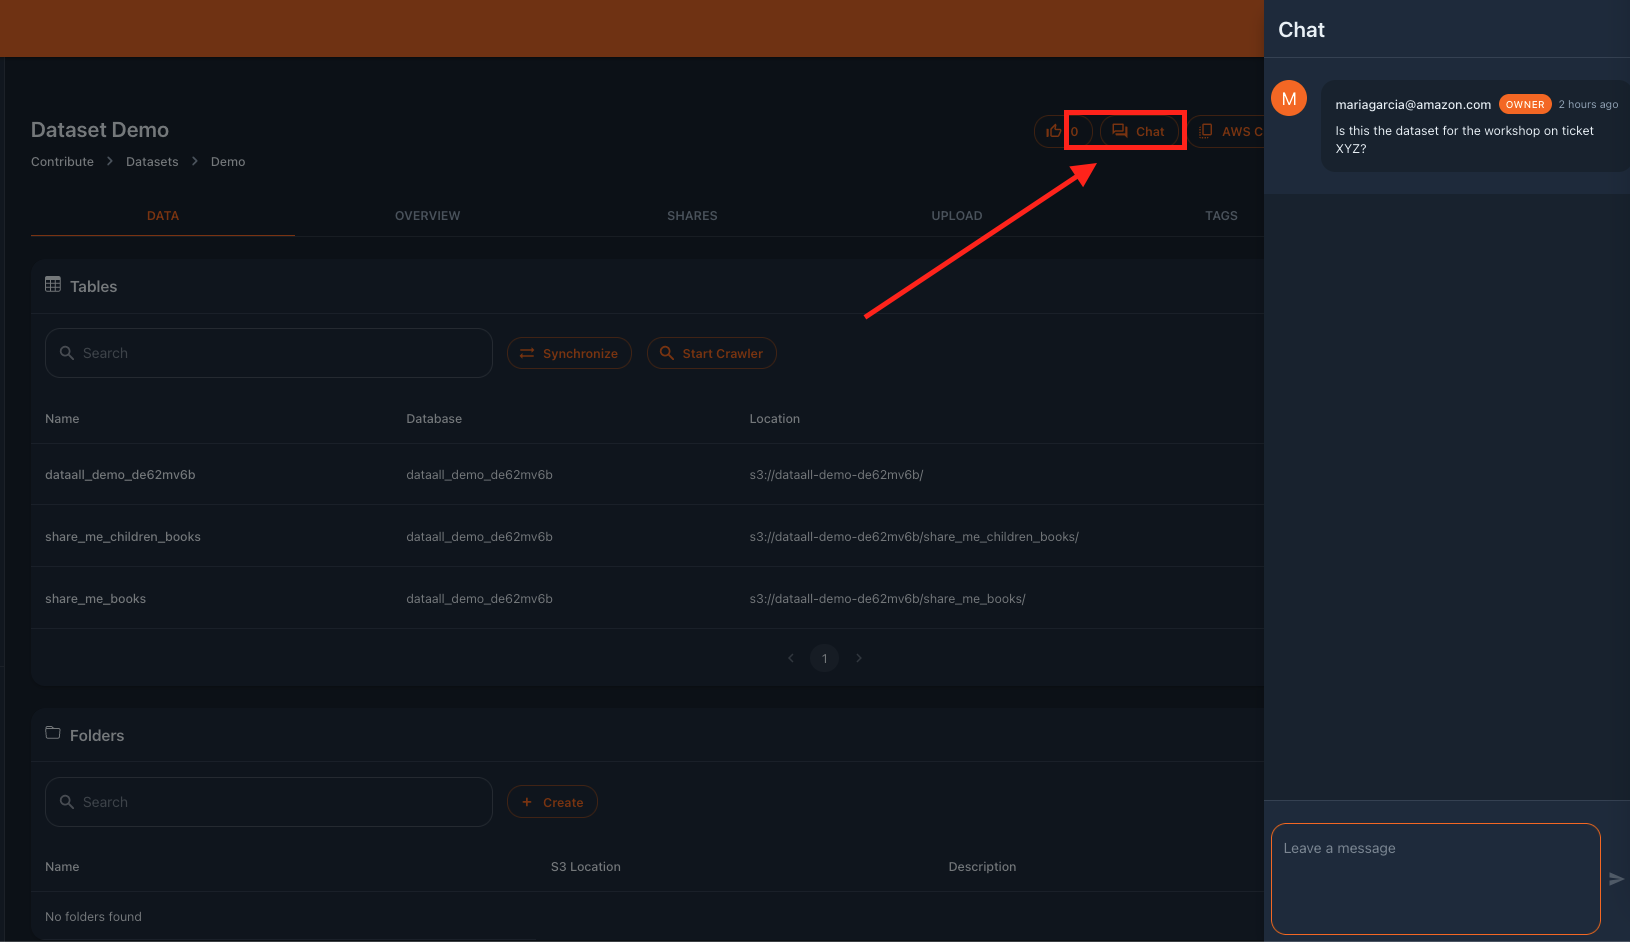 Chat
M
mariagarcia@amazon.com OWNER 2 hours ago
Is this the dataset for the workshop on ticket
XYZ?
Dataset Demo
0
Chat
AWS C
Contribute > Datasets > Demo
DATA
OVERVIEW
SHARES
UPLOAD
TAGS
Tables
Search
Synchronize
Start Crawler
Name Database Location
dataall_demo_de62mv6b dataall_demo_de62mv6b s3://dataall-demo-de62mv6b/
share_me_children_books dataall_demo_de62mv6b s3://dataall-demo-de62mv6b/share_me_children_books/
share_me_books dataall_demo_de62mv6b s3://dataall-demo-de62mv6b/share_me_books/
< 1 >
Folders
Search
+ Create
Name S3 Location Description
No folders found
Leave a message